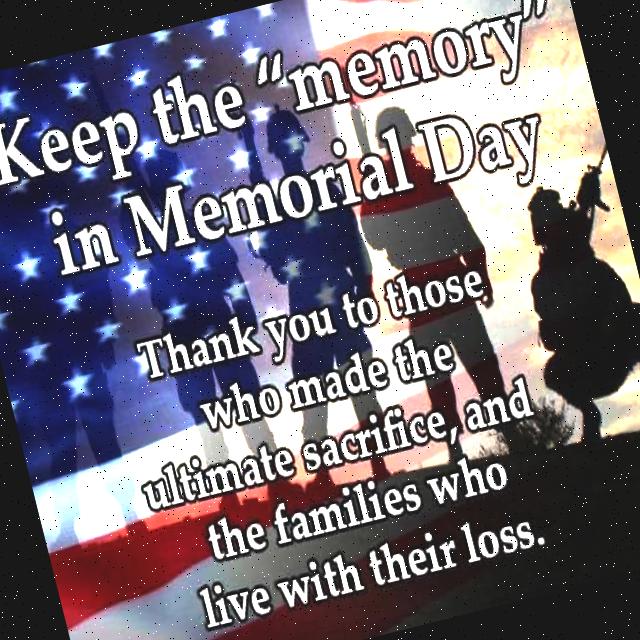 Keep the “memory”
in Memorial Day
Thank you to those
who made the
ultimate sacrifice, and
the families who
live with their loss.